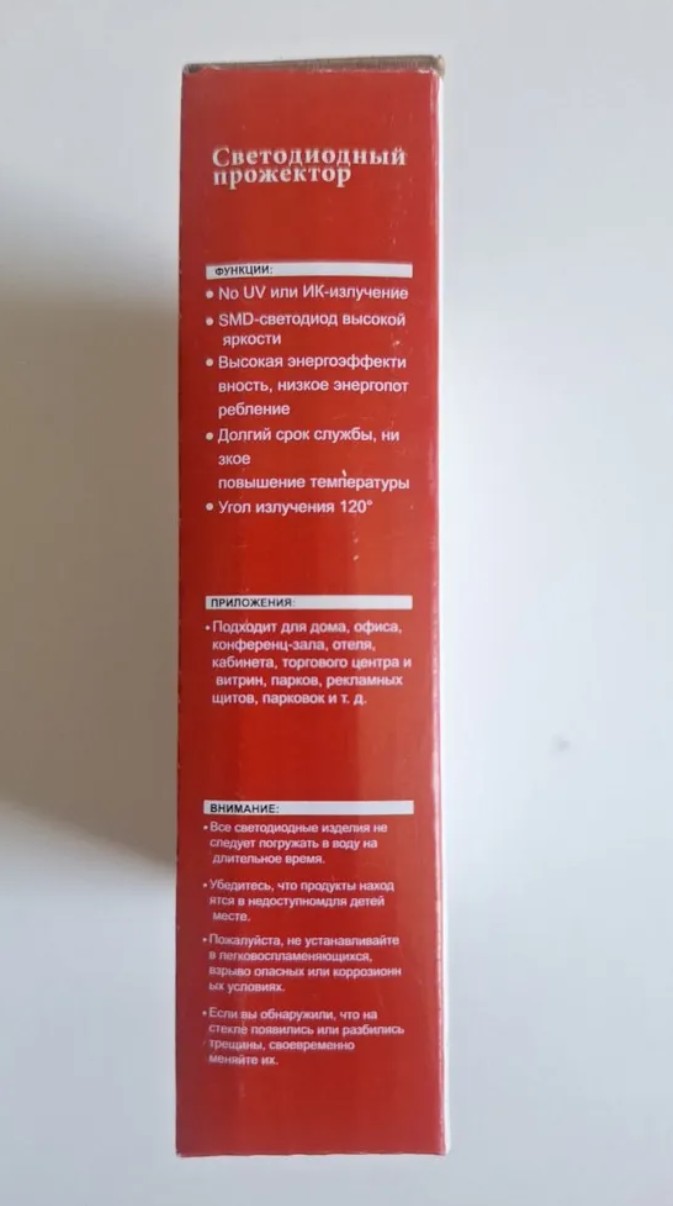 Светодиодный
прожектор
ФУНКЦИИ:
• No UV или ИК-излучение
• SMD-светодиод высокой
яркости
• Высокая энергоэффекти
вность, низкое энергопот
ребление
• Долгий срок службы, ни
зкое
повышение температуры
• Угол излучения 120°
ПРИЛОЖЕНИЯ:
• Подходит для дома, офиса,
конференц-зала, отеля,
кабинета, торгового центра и
витрин, парков, рекламных
щитов, парковок и т. д.
ВНИМАНИЕ:
• Все светодиодные изделия не
следует погружать в воду на
длительное время.
• Убедитесь, что продукты наход
ятся в недоступномдля детей
месте.
• Пожалуйста, не устанавливайте
в легковоспламеняющихся,
взрыво опасных или коррозионн
ых условиях.
• Если вы обнаружили, что на
стекле появились или разбились
трещины, своевременно
меняйте их.